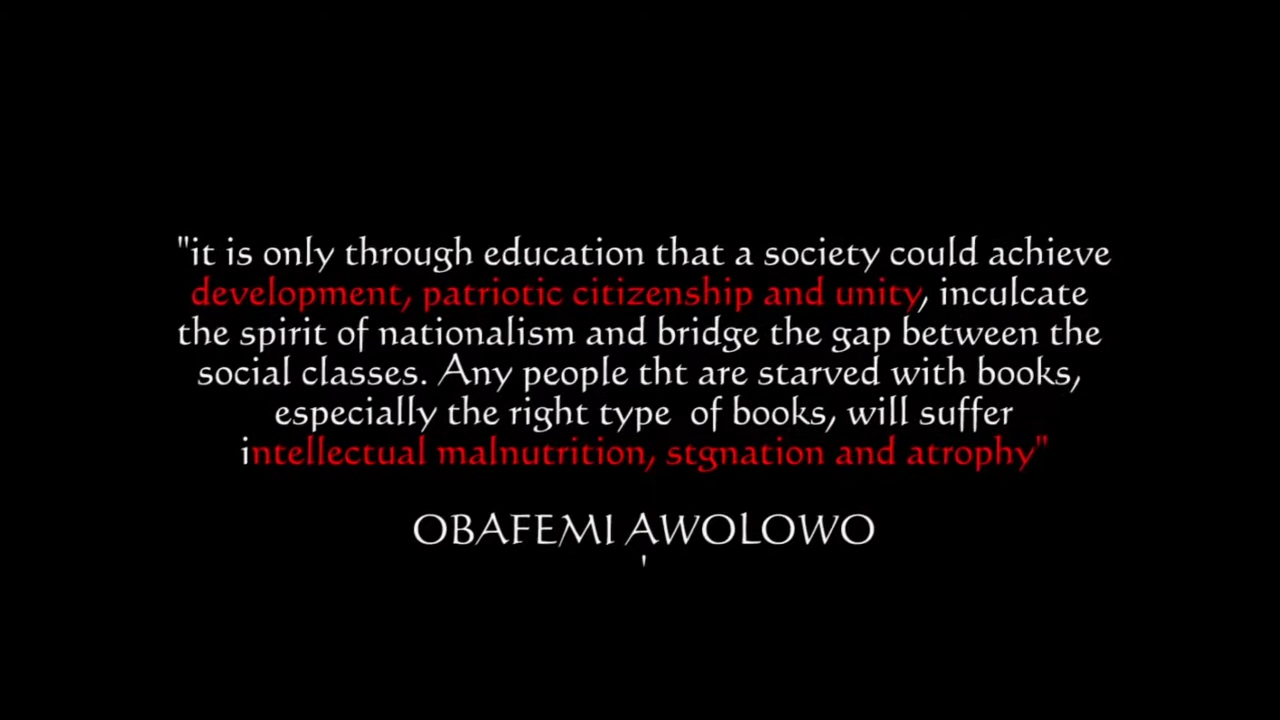 "it is only through education that a society could achieve
development, patriotic citizenship and unity, inculcate
the spirit of nationalism and bridge the gap between the
social classes. Any people tht are starved with books,
especially the right type  of books, will suffer
intellectual malnutrition, stgnation and atrophy"
OBAFEMI AWOLOWO
'